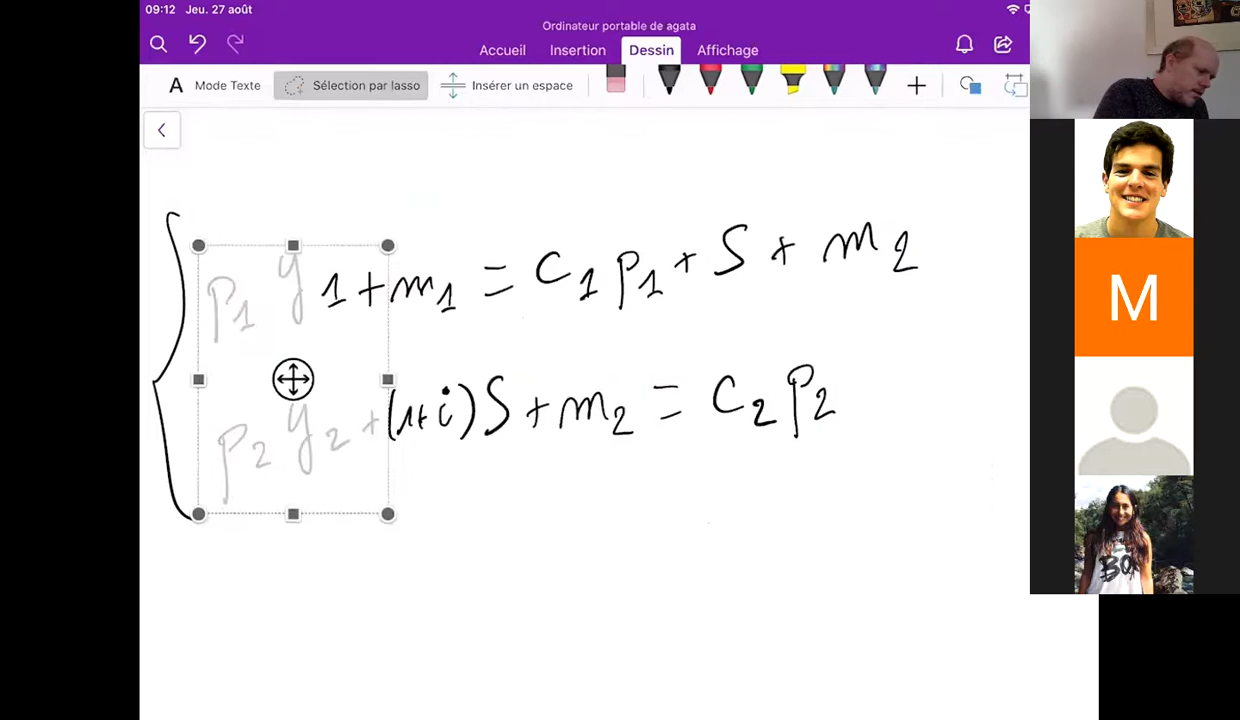 09:12 Jeu. 27 août
Ordinateur portable de agata
Accueil Insertion Dessin Affichage
A Mode Texte Sélection par lasso Insérer un espace
p1 y1 + m1 = C1 p1 + S + m2
p2 y2 + (1+i) S + m2 = C2 p2
M
BO